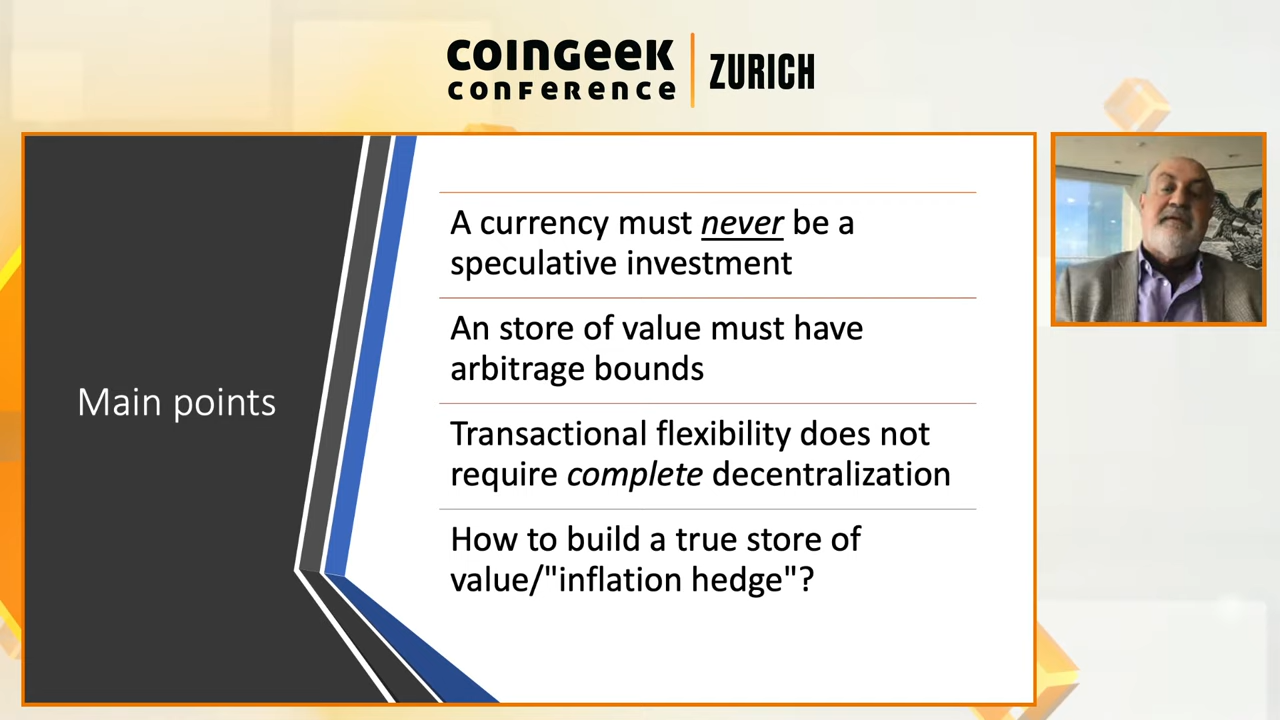 COINGEEK
CONFERENCE
ZURICH
Main points
A currency must never be a
speculative investment
An store of value must have
arbitrage bounds
Transactional flexibility does not
require complete decentralization
How to build a true store of
value/"inflation hedge"?